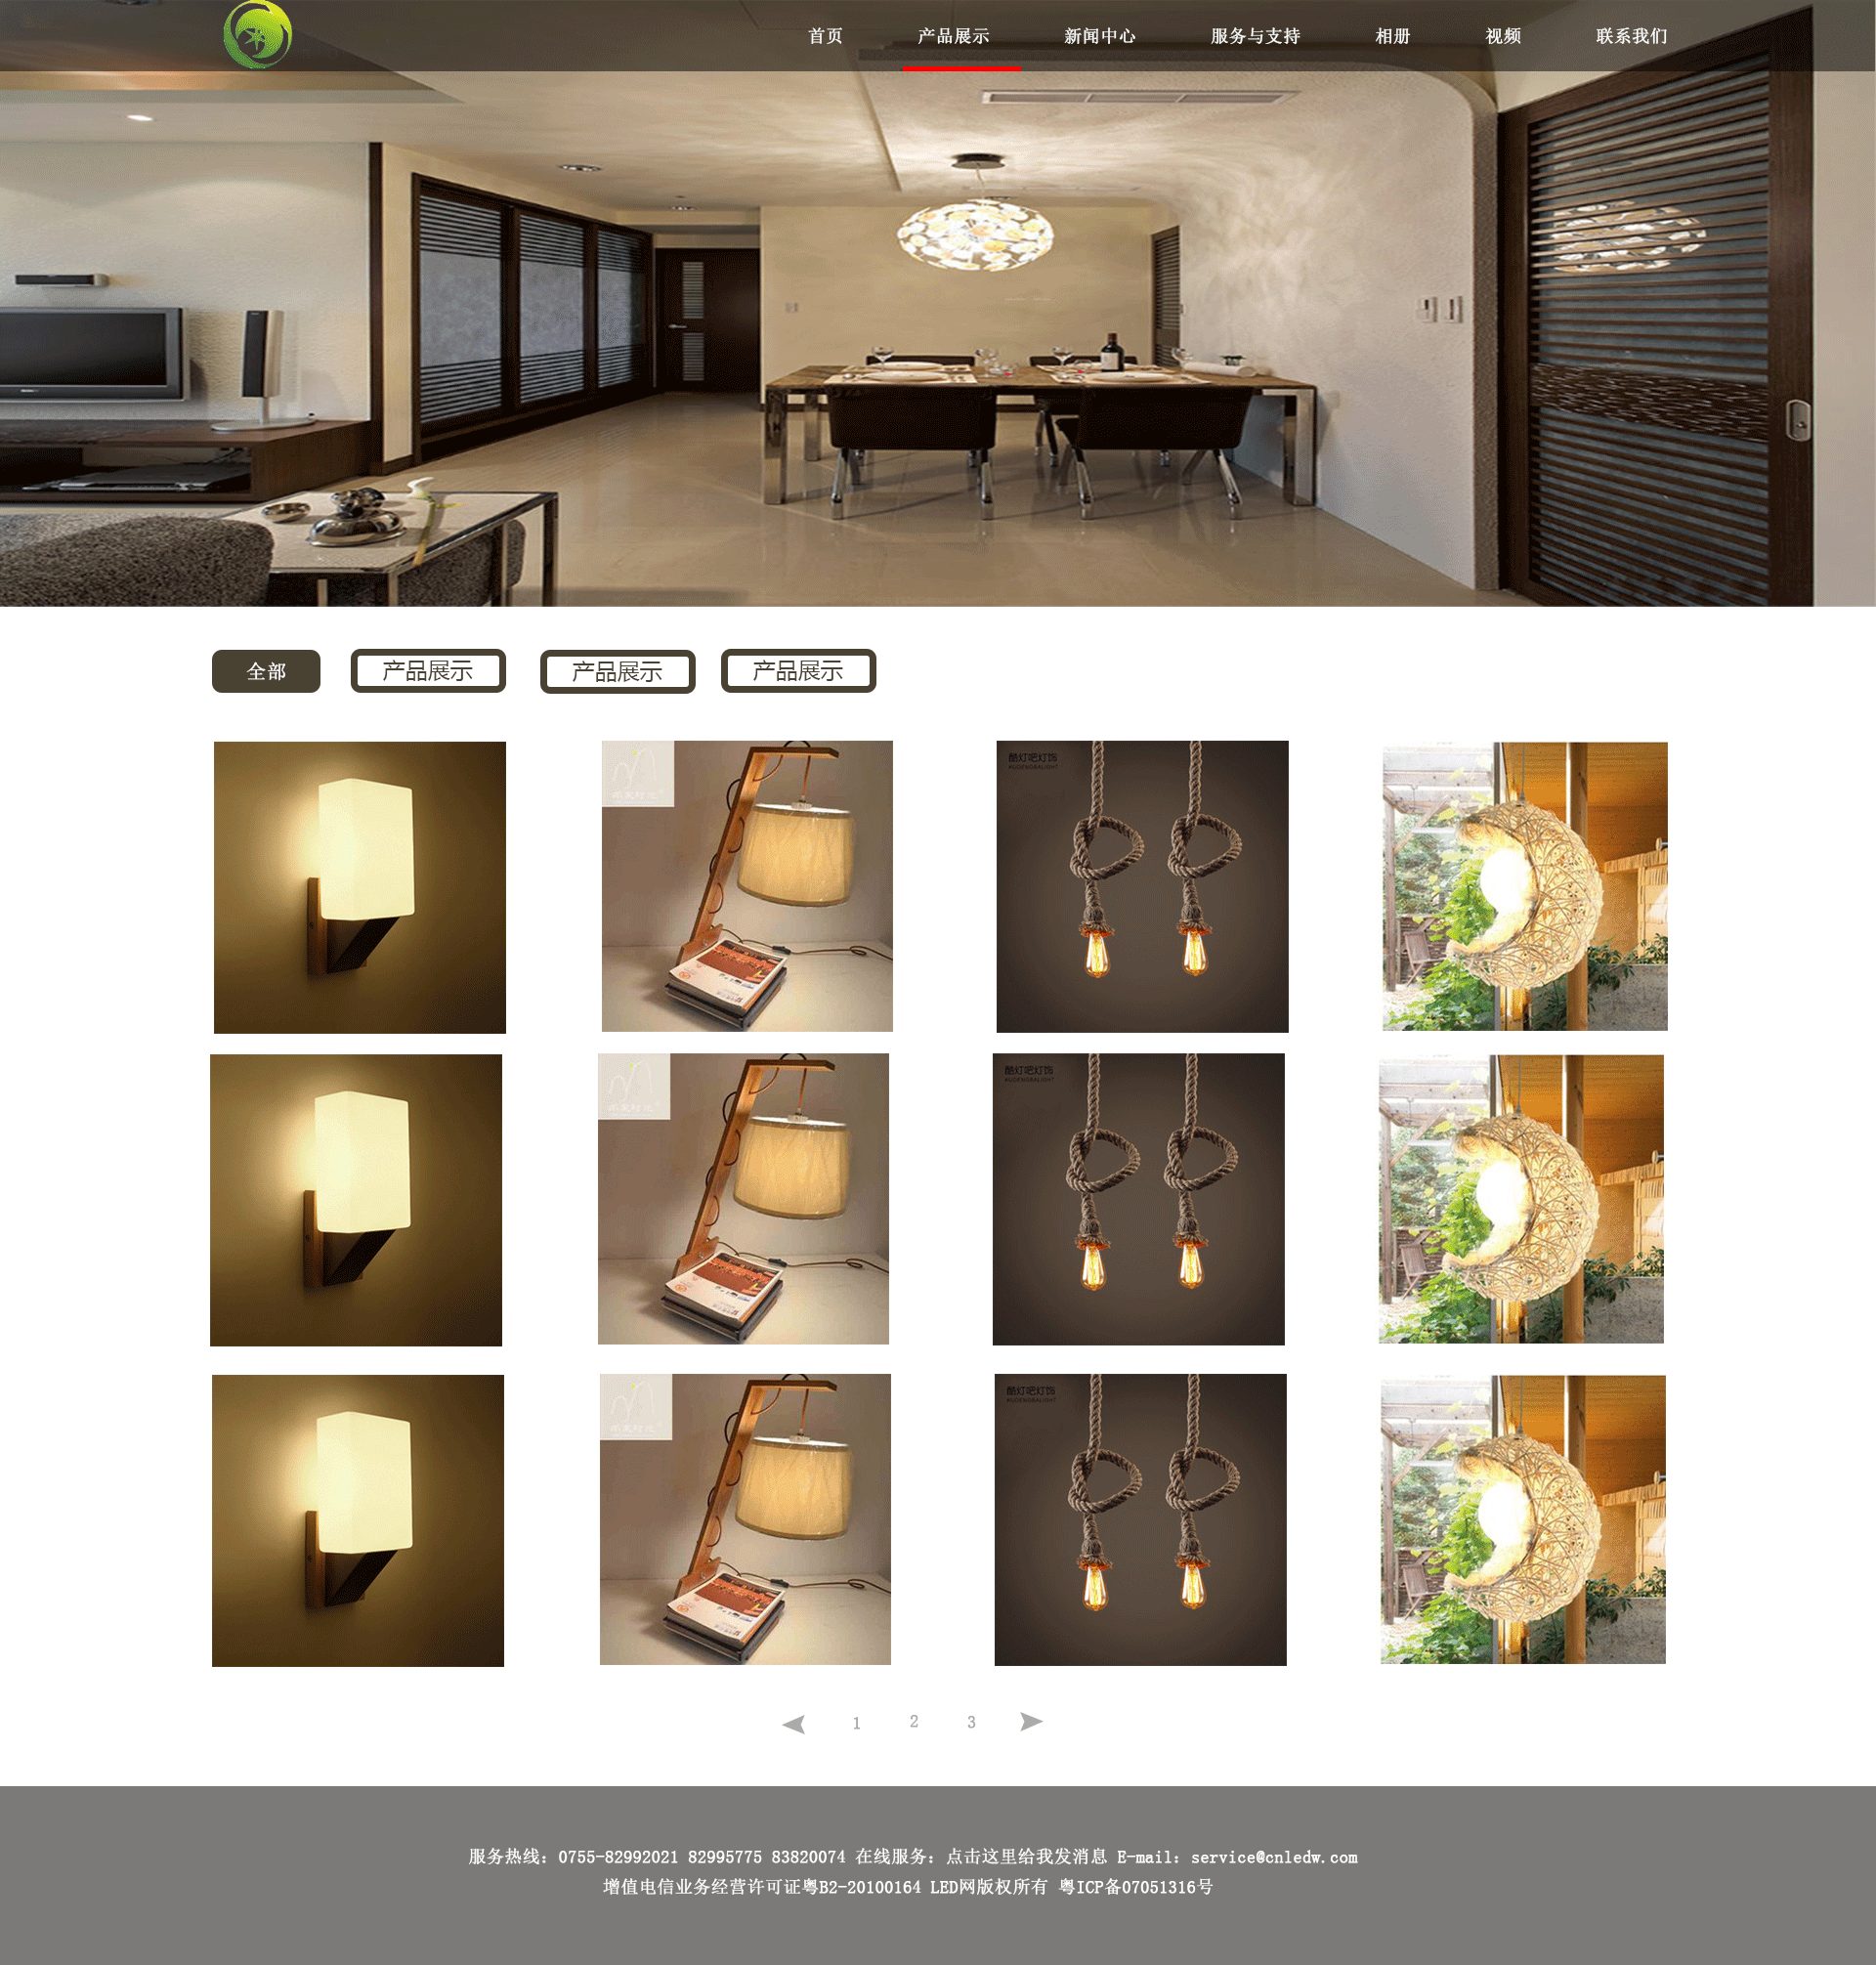 首页 产品展示 新闻中心 服务与支持 相册 视频 联系我们
全部 产品展示 产品展示 产品展示
酷灯吧灯饰
KUDENGBALIGHT
酷灯吧灯饰
KUDENGBALIGHT
酷灯吧灯饰
KUDENGBALIGHT
1 2 3
服务热线：0755-82992021 82995775 83820074 在线服务：点击这里给我发消息 E-mail：service@cnledw.com
增值电信业务经营许可证粤B2-20100164 LED网版权所有 粤ICP备07051316号